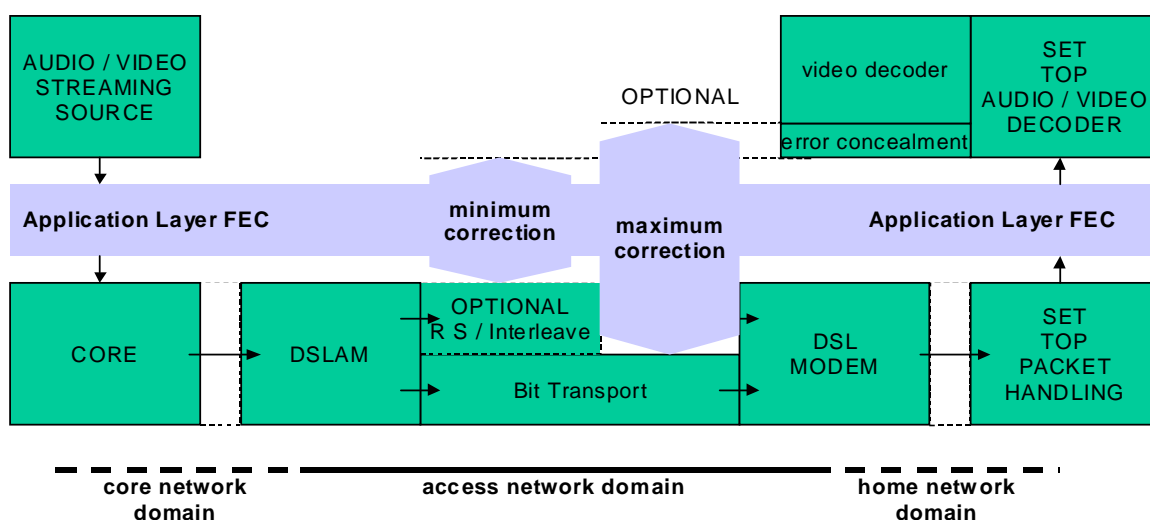 AUDIO / VIDEO
STREAMING
SOURCE
OPTIONAL
video decoder
error concealment
SET
TOP
AUDIO / VIDEO
DECODER
Application Layer FEC
minimum
correction
maximum
correction
Application Layer FEC
CORE
DSLAM
OPTIONAL
R S / Interleave
Bit Transport
DSL
MODEM
SET
TOP
PACKET
HANDLING
core network
domain
access network domain
home network
domain